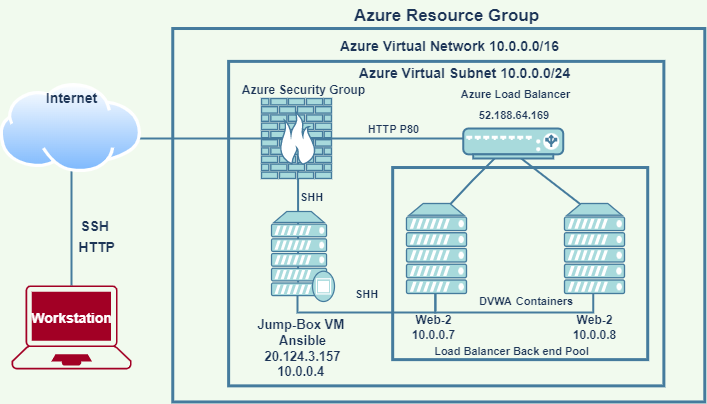 Azure Resource Group
Azure Virtual Network 10.0.0.0/16
Azure Virtual Subnet 10.0.0.0/24
Internet
Azure Security Group
Azure Load Balancer
52.188.64.169
HTTP P80
SHH
SSH
HTTP
SHH
DVWA Containers
Workstation
Jump-Box VM
Ansible
20.124.3.157
10.0.0.4
Web-2
10.0.0.7
Web-2
10.0.0.8
Load Balancer Back end Pool